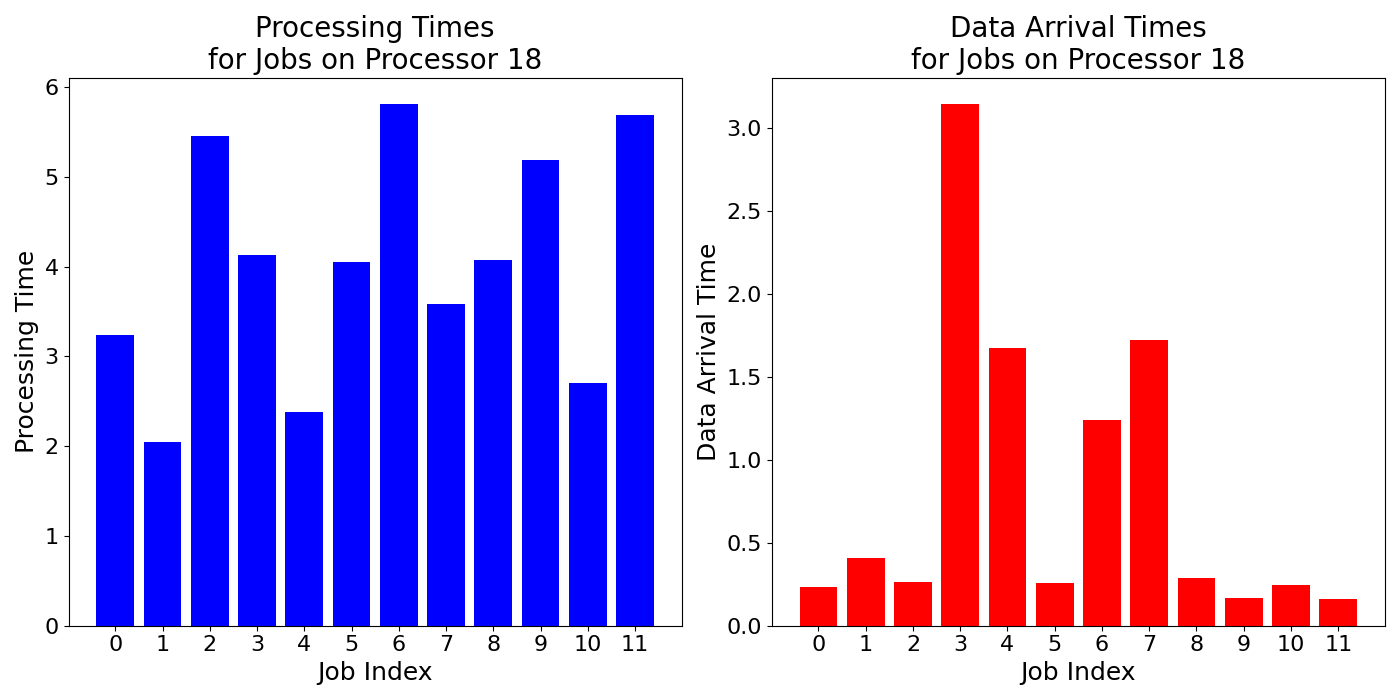 Processing Times
for Jobs on Processor 18
6
5
4
3
2
1
0
Processing Time
0 1 2 3 4 5 6 7 8 9 10 11
Job Index
Data Arrival Times
for Jobs on Processor 18
3.0
2.5
2.0
1.5
1.0
0.5
0.0
Data Arrival Time
0 1 2 3 4 5 6 7 8 9 10 11
Job Index